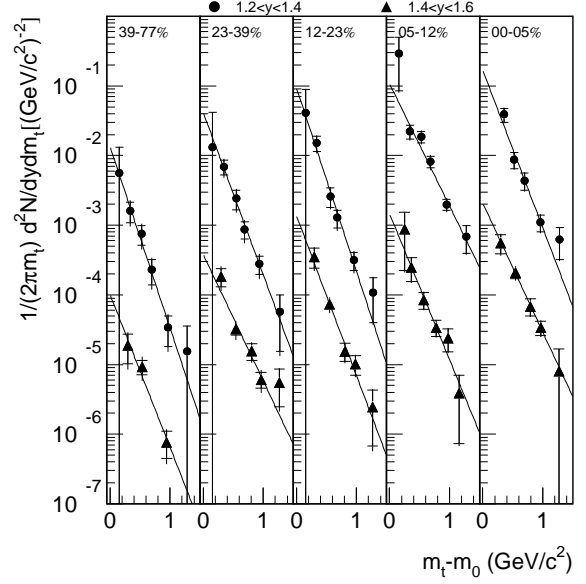 ● 1.2<y<1.4 ▲ 1.4<y<1.6
39-77% 23-39% 12-23% 05-12% 00-05%
1/(2πm_t) d²N/dydm_t[(GeV/c²)⁻²]
10⁻¹
10⁻²
10⁻³
10⁻⁴
10⁻⁵
10⁻⁶
10⁻⁷
0 1 0 1 0 1 0 1 0 1
m_t-m_0 (GeV/c²)